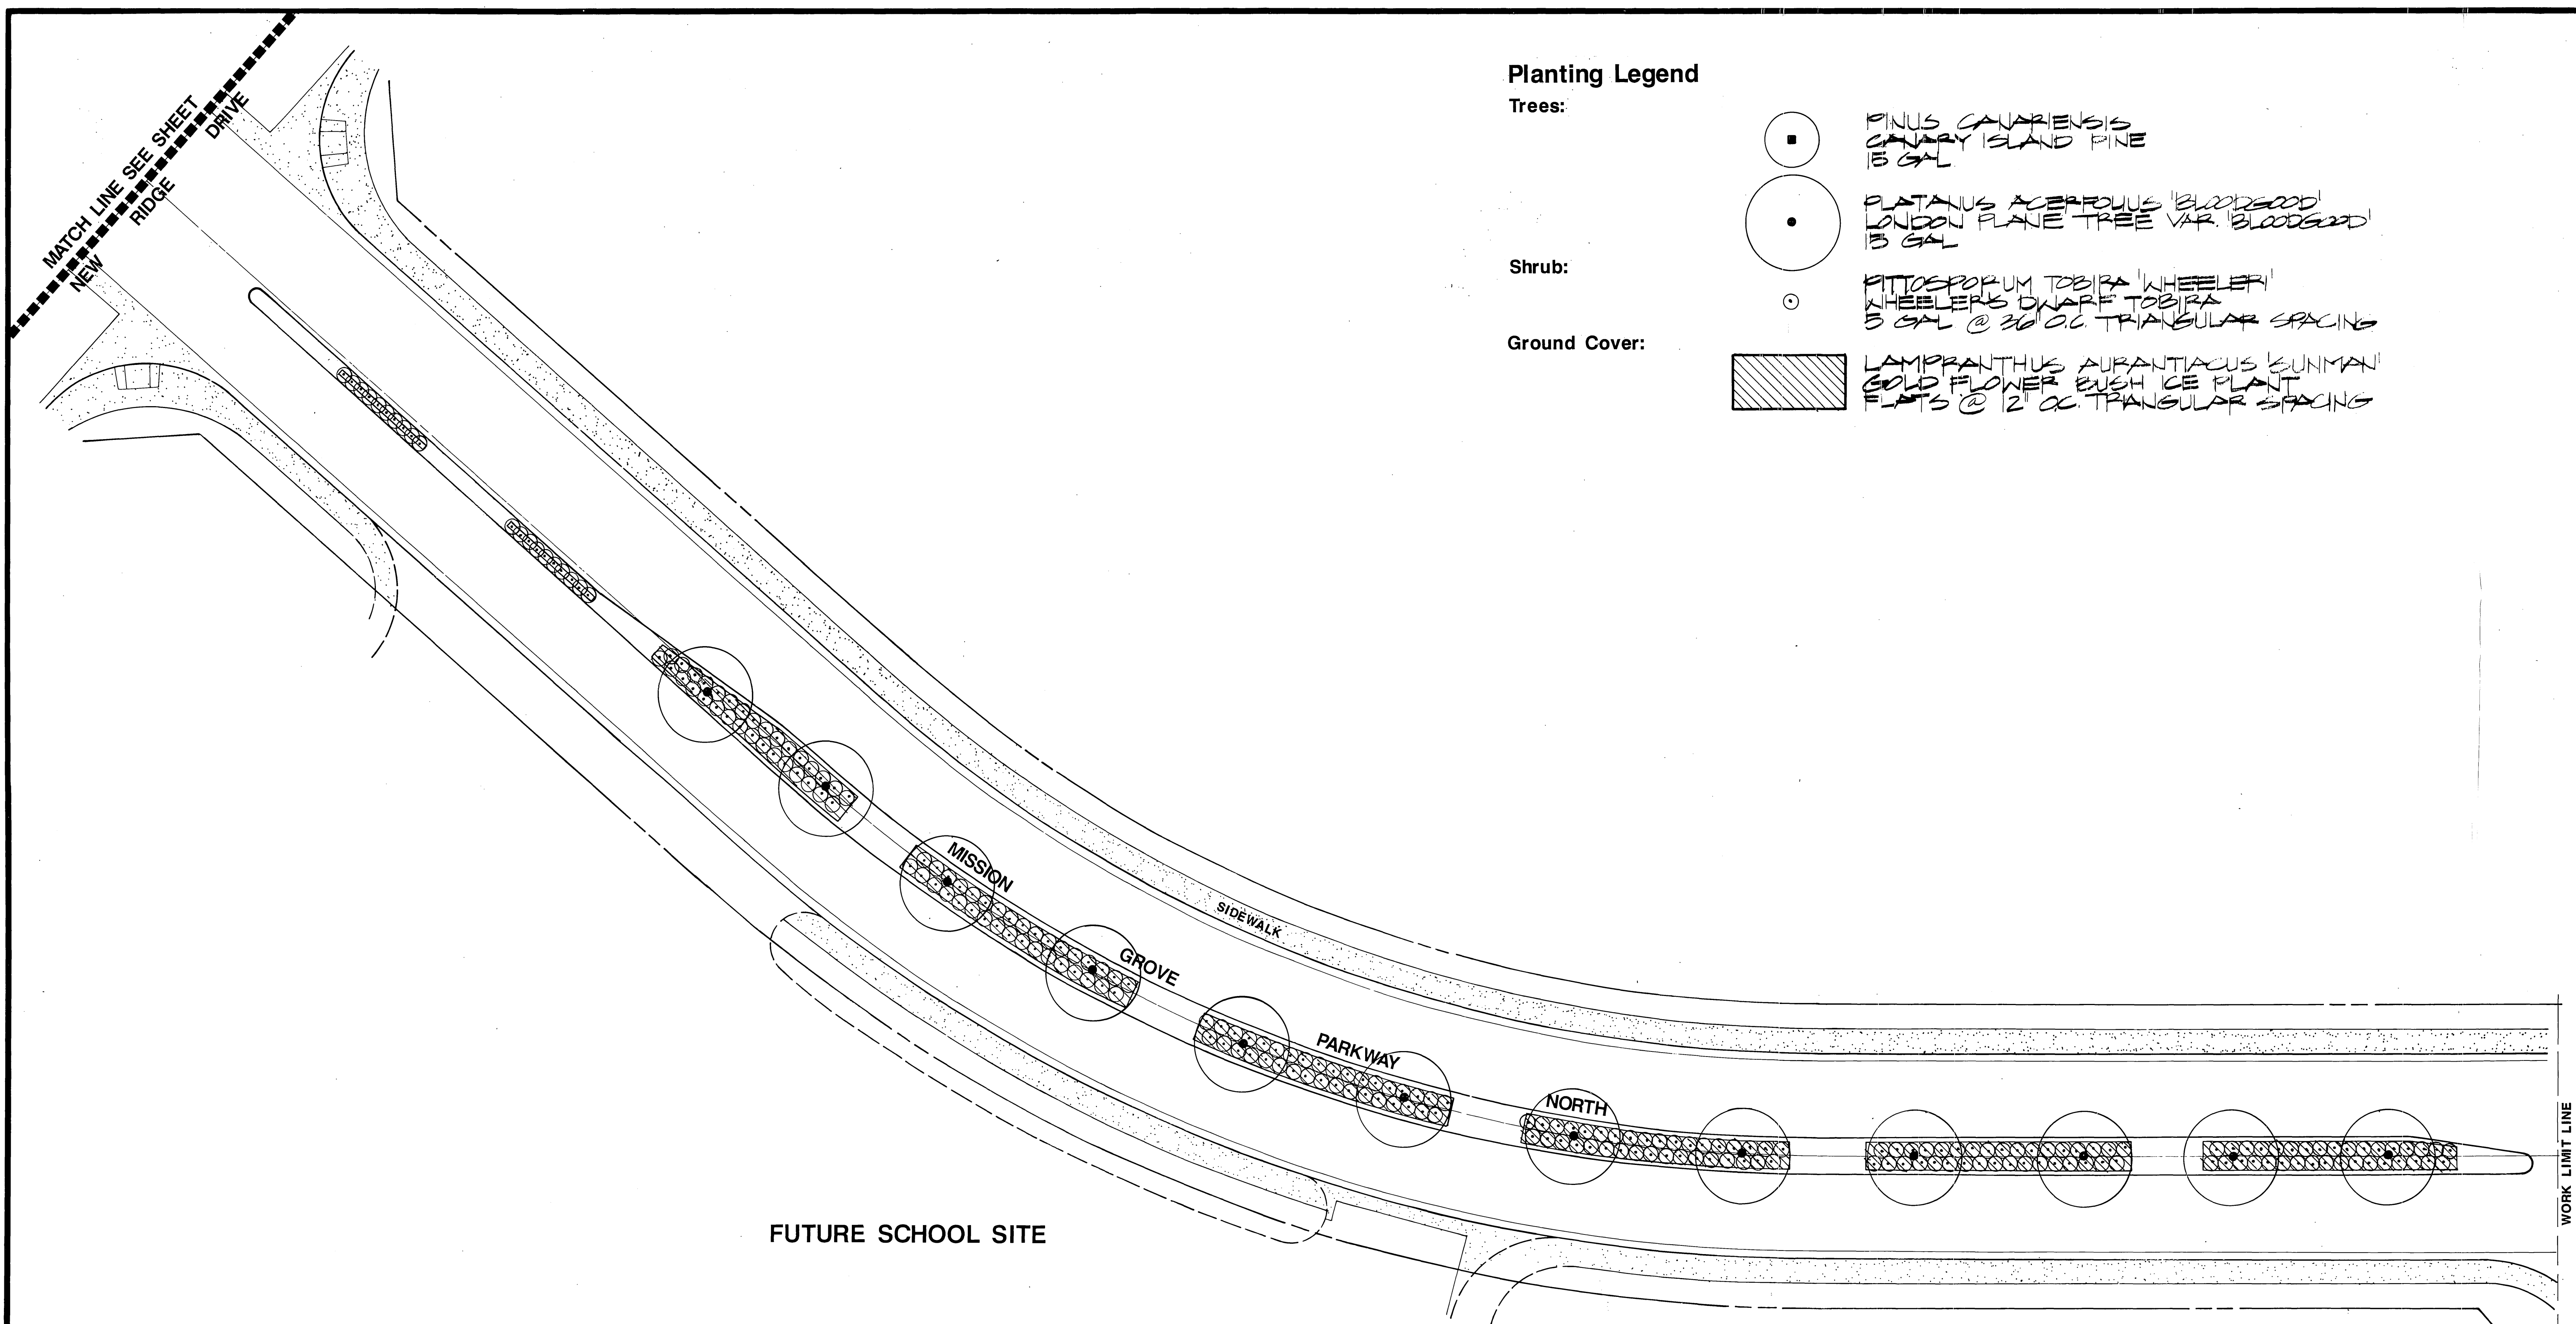 Planting Legend
Trees:
PINUS CANARIENSIS
CANARY ISLAND PINE
15 GAL.
PLATANUS ACERFOLIUS 'BLOODGOOD'
LONDON PLANE TREE VAR. 'BLOODGOOD'
15 GAL
Shrub:
PITTOSPORUM TOBIRA 'WHEELERI'
WHEELERS DWARF TOBIRA
5 GAL @ 36" O.C. TRIANGULAR SPACING
Ground Cover:
LAMPRANTHUS AURANTIACUS 'SUNMAN'
GOLD FLOWER BUSH ICE PLANT
FLATS @ 12" O.C. TRIANGULAR SPACING
MATCH LINE SEE SHEET
NEW RIDGE DRIVE
MISSION GROVE PARKWAY NORTH
SIDEWALK
FUTURE SCHOOL SITE
WORK LIMIT LINE